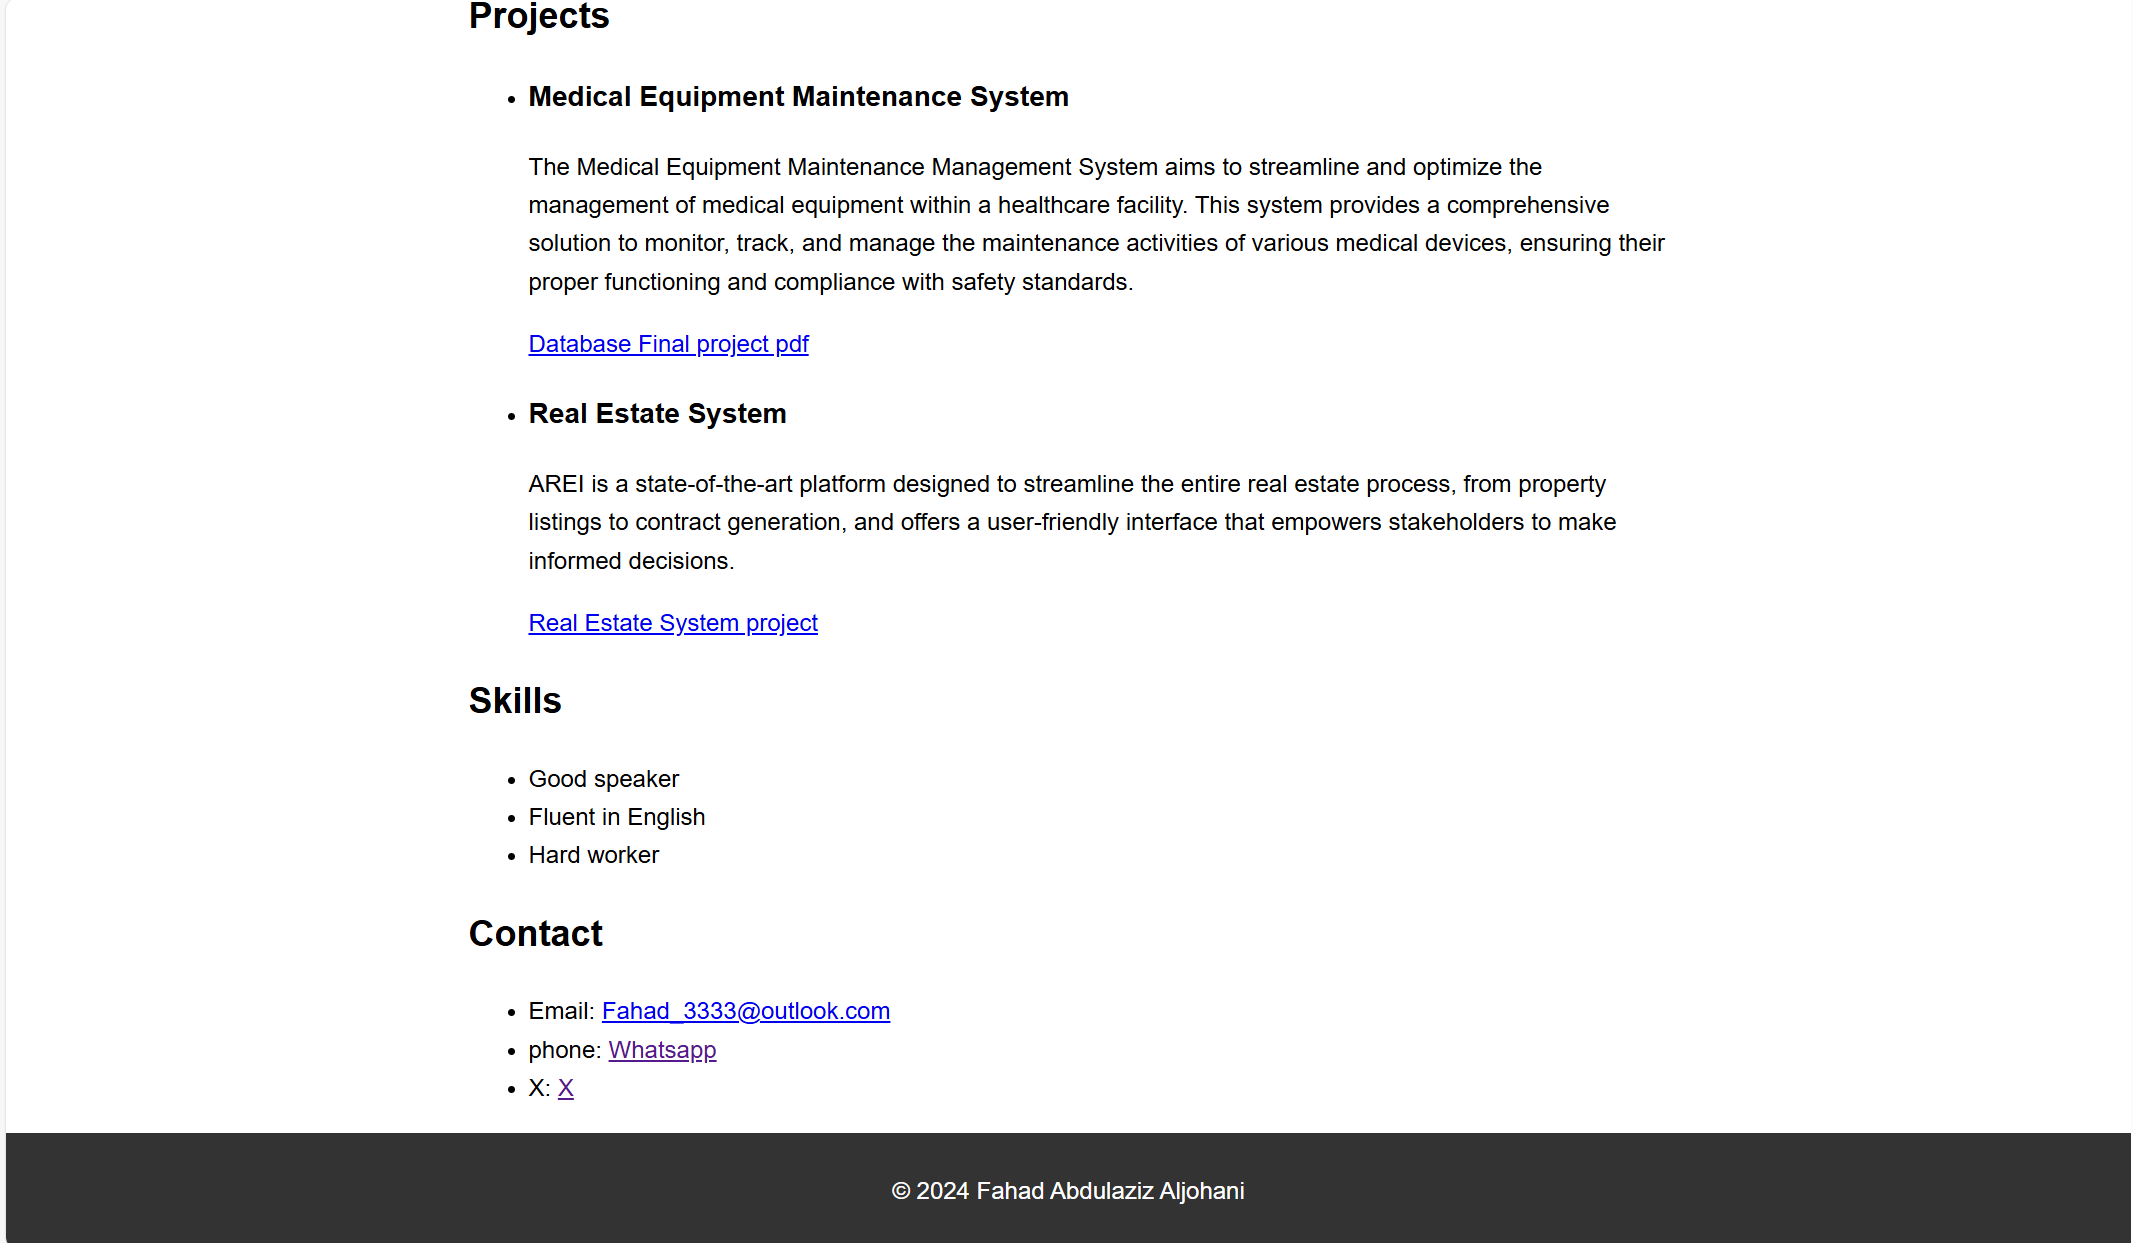 Projects
Medical Equipment Maintenance System
The Medical Equipment Maintenance Management System aims to streamline and optimize the
management of medical equipment within a healthcare facility. This system provides a comprehensive
solution to monitor, track, and manage the maintenance activities of various medical devices, ensuring their
proper functioning and compliance with safety standards.
Database Final project pdf
Real Estate System
AREI is a state-of-the-art platform designed to streamline the entire real estate process, from property
listings to contract generation, and offers a user-friendly interface that empowers stakeholders to make
informed decisions.
Real Estate System project
Skills
Good speaker
Fluent in English
Hard worker
Contact
Email: Fahad_3333@outlook.com
phone: Whatsapp
X: X
© 2024 Fahad Abdulaziz Aljohani